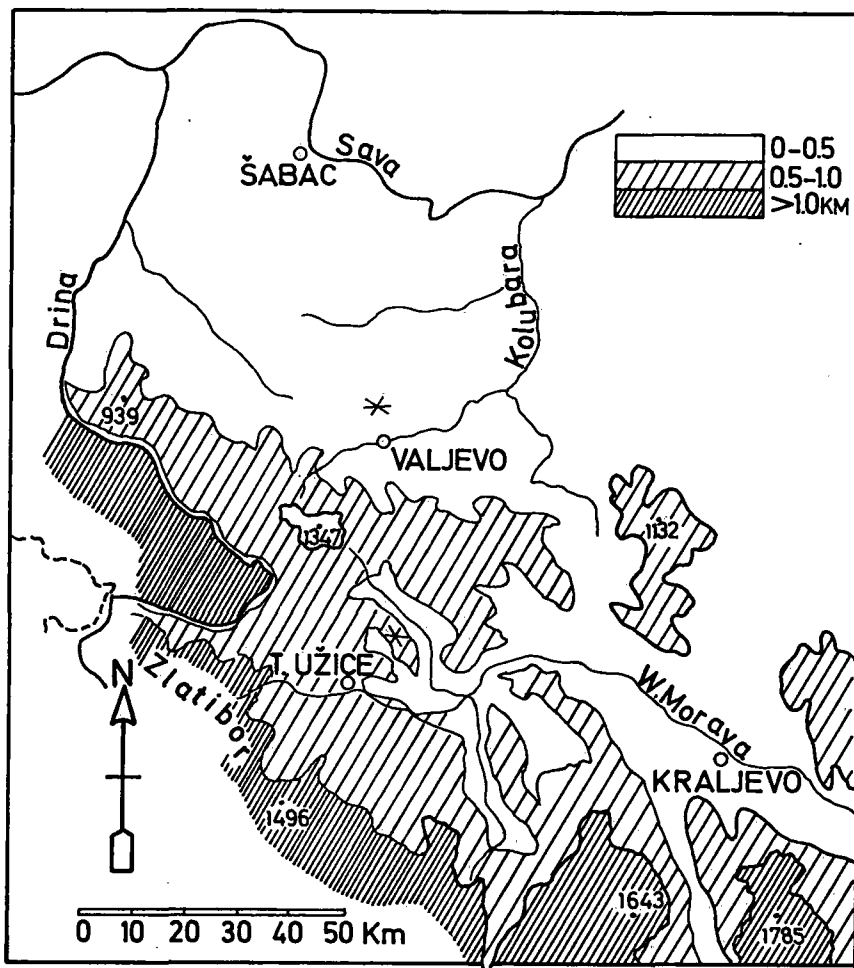 Sava
ŠABAC
0-0.5
0.5-1.0
>1.0KM
Drina
Kolubara
939
VALJEVO
1347
1132
N
Zlatibor
T. UŽICE
W.Morava
KRALJEVO
1496
1643
1785
0 10 20 30 40 50 Km